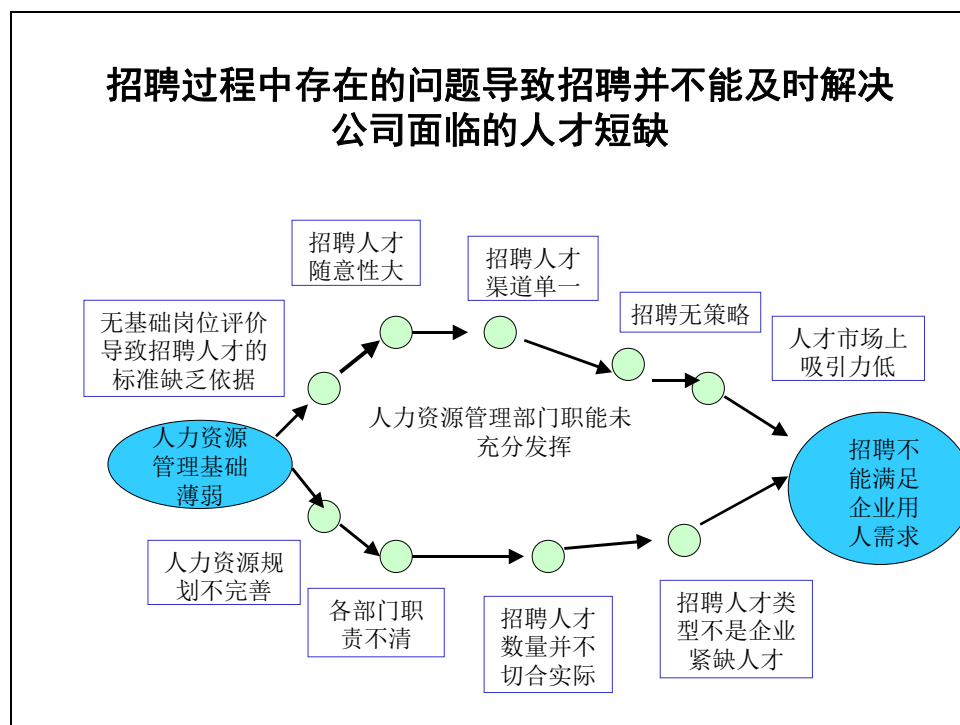 招聘过程中存在的问题导致招聘并不能及时解决
公司面临的人才短缺
招聘人才
随意性大
招聘人才
渠道单一
招聘无策略
人才市场上
吸引力低
无基础岗位评价
导致招聘人才的
标准缺乏依据
人力资源管理部门职能未
充分发挥
人力资源
管理基础
薄弱
招聘不
能满足
企业用
人需求
人力资源规
划不完善
各部门职
责不清
招聘人才
数量并不
切合实际
招聘人才类
型不是企业
紧缺人才